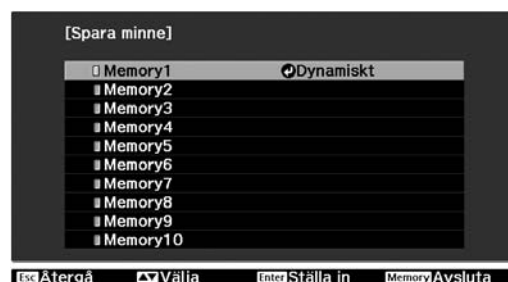 [Spara minne]
Memory1 Dynamiskt
Memory2
Memory3
Memory4
Memory5
Memory6
Memory7
Memory8
Memory9
Memory10
Esc Återgå Välja Enter Ställa in Memory Avsluta